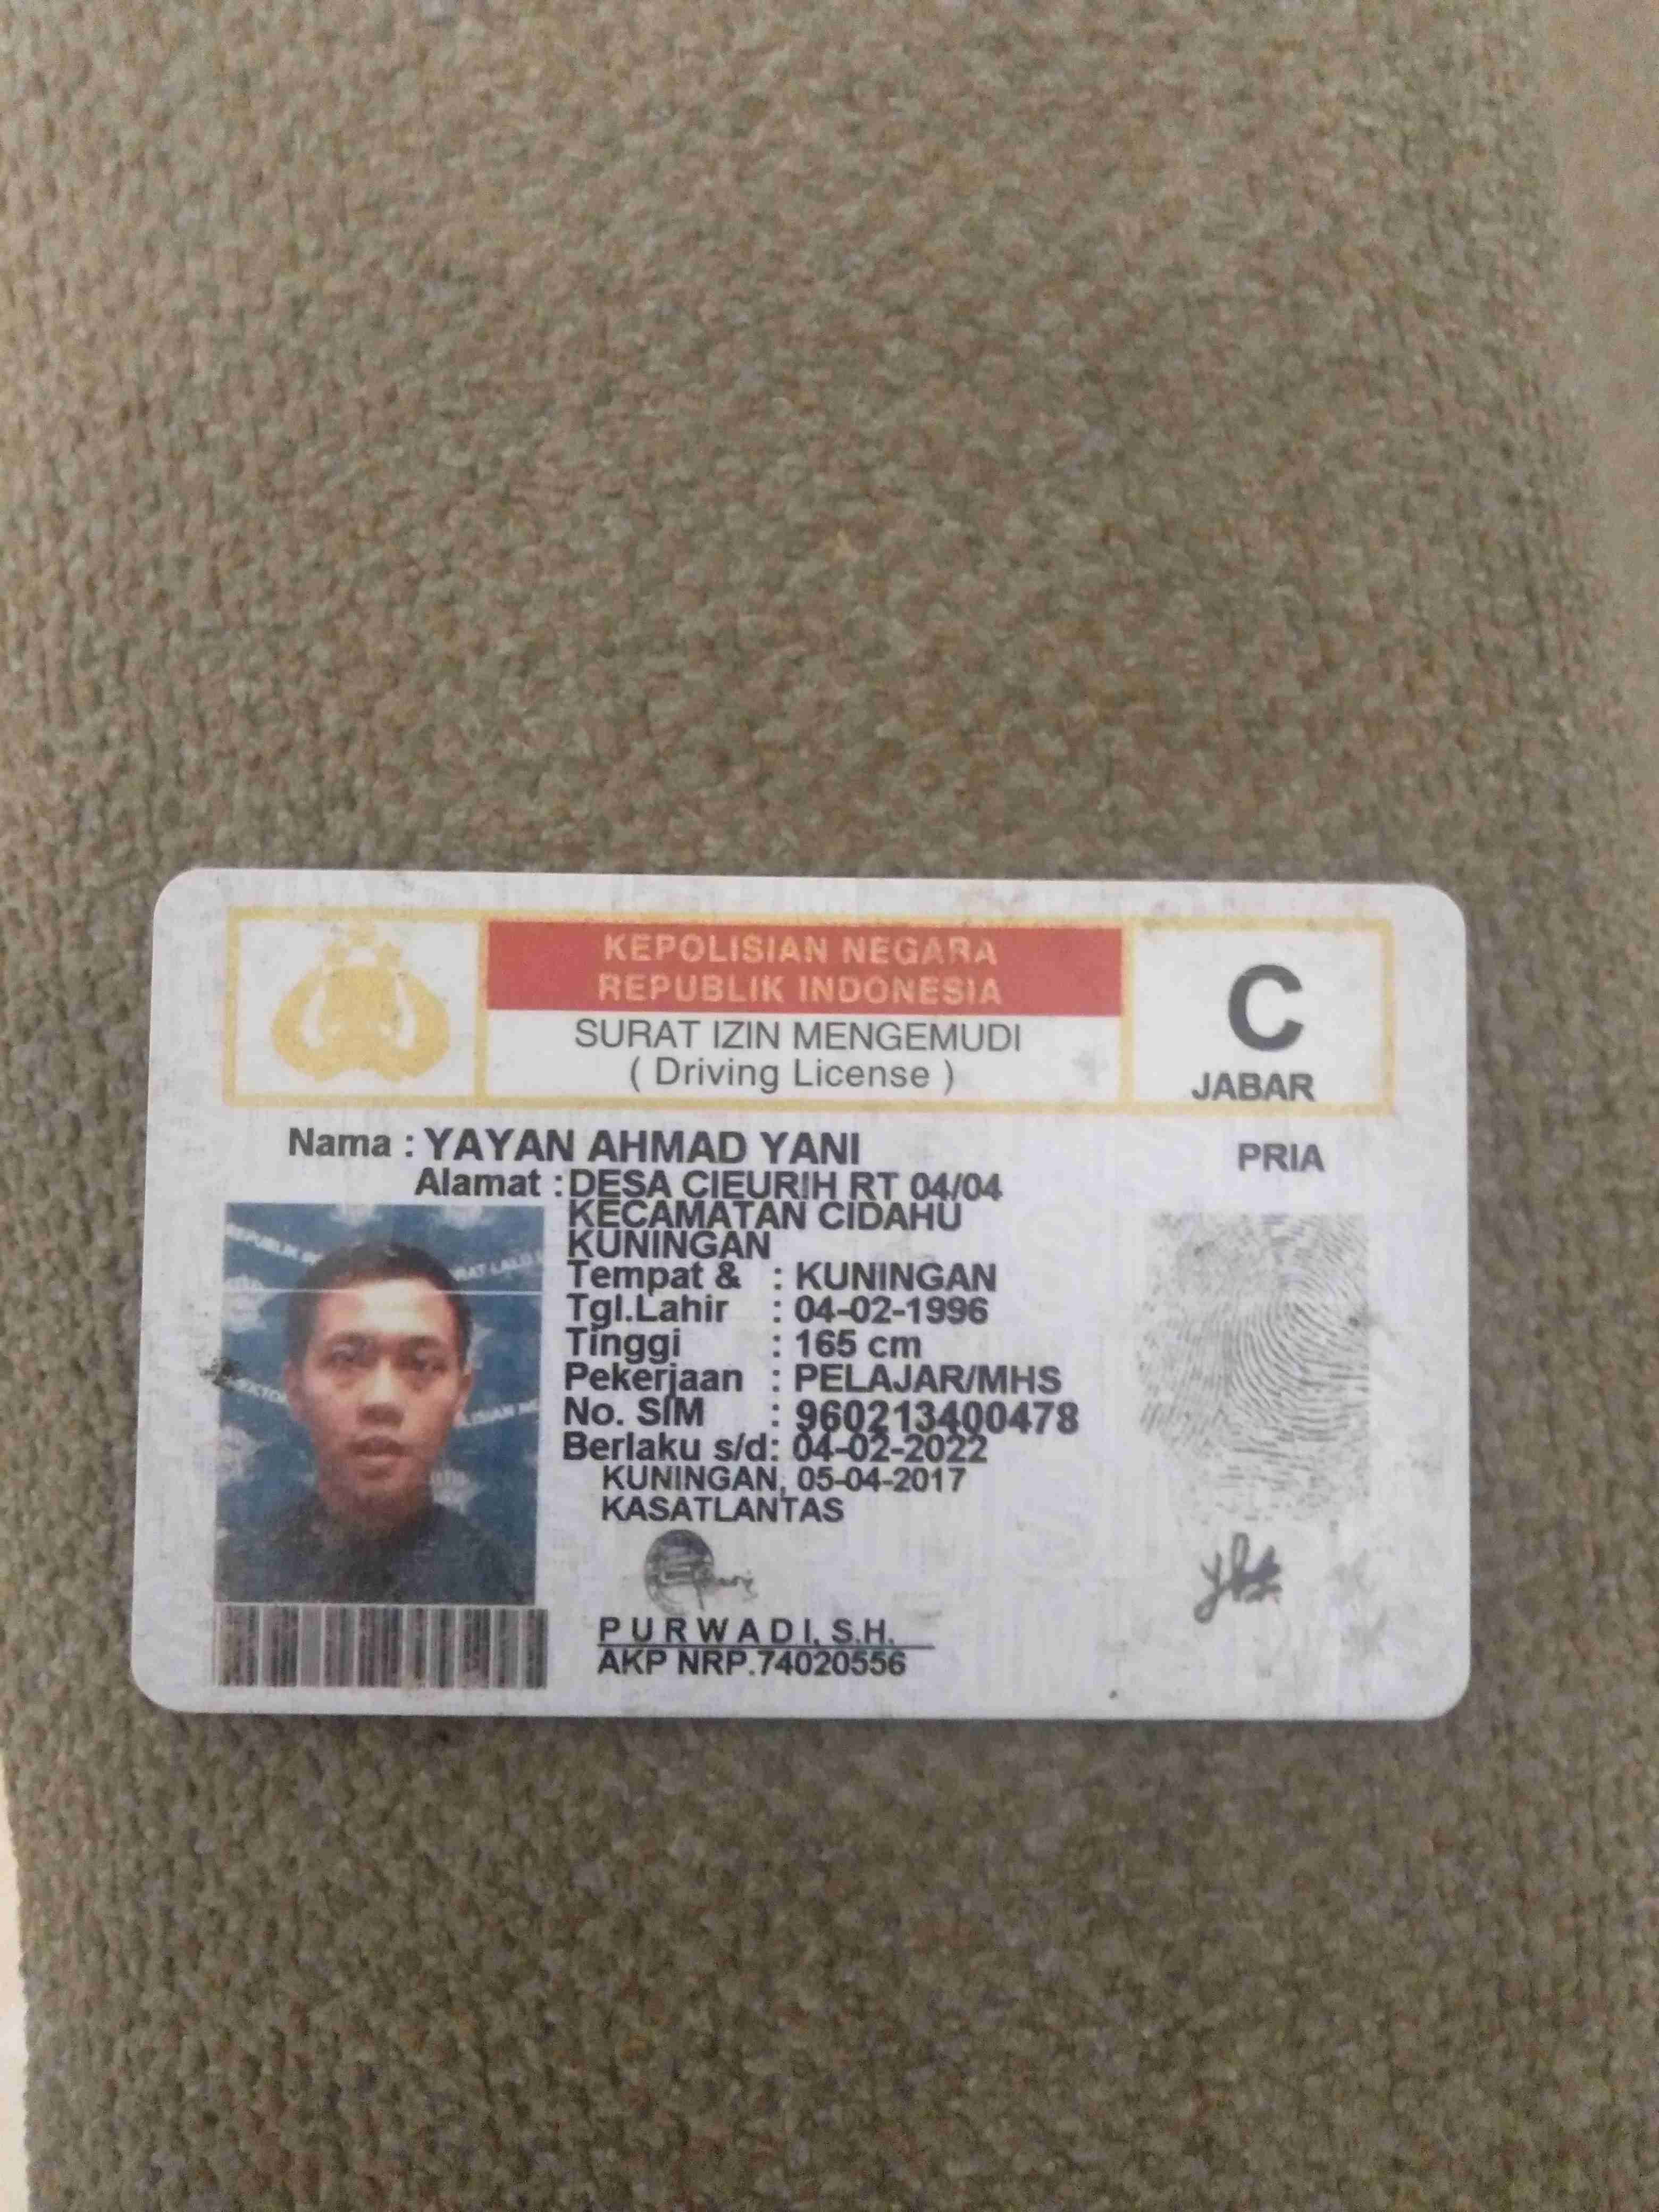 KEPOLISIAN NEGARA
REPUBLIK INDONESIA
SURAT IZIN MENGEMUDI
( Driving License )
C
JABAR
Nama : YAYAN AHMAD YANI
PRIA
Alamat : DESA CIEURIH RT 04/04
KECAMATAN CIDAHU
KUNINGAN
Tempat & : KUNINGAN
Tgl.Lahir : 04-02-1996
Tinggi : 165 cm
Pekerjaan : PELAJAR/MHS
No. SIM : 960213400478
Berlaku s/d: 04-02-2022
KUNINGAN, 05-04-2017
KASATLANTAS
PURWADI, S.H.
AKP NRP.74020556